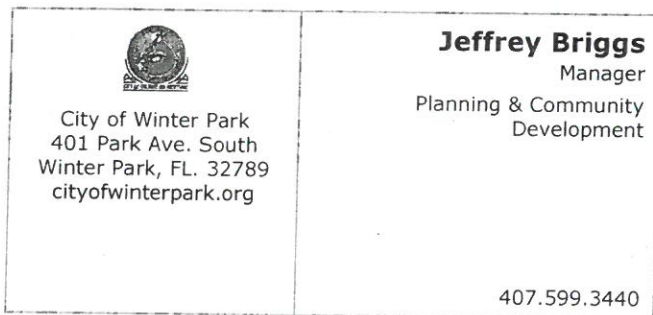 City of Winter Park
401 Park Ave. South
Winter Park, FL. 32789
cityofwinterpark.org
Jeffrey Briggs
Manager
Planning & Community
Development
407.599.3440